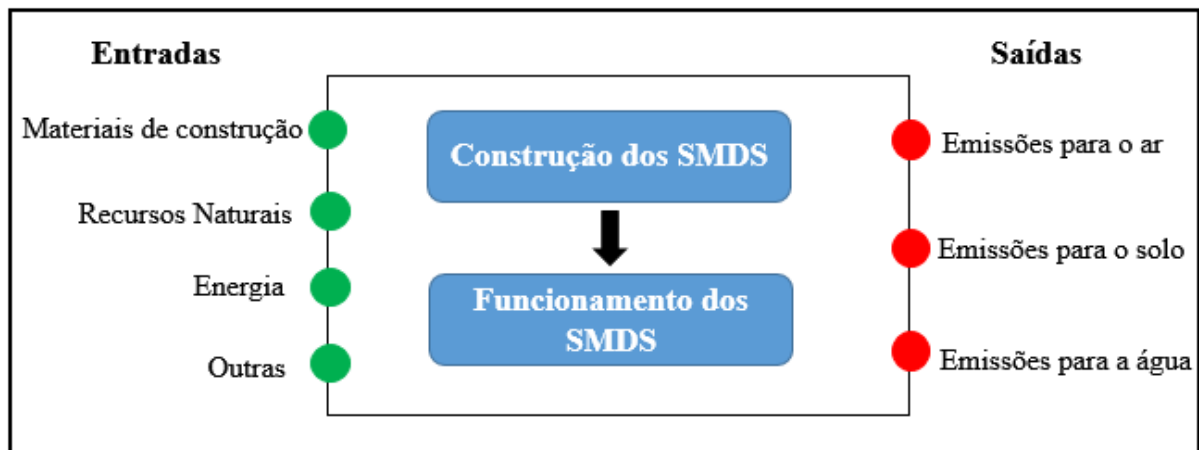 Entradas
Saídas
Materiais de construção
Recursos Naturais
Energia
Outras
Construção dos SMDS
Funcionamento dos
SMDS
Emissões para o ar
Emissões para o solo
Emissões para a água